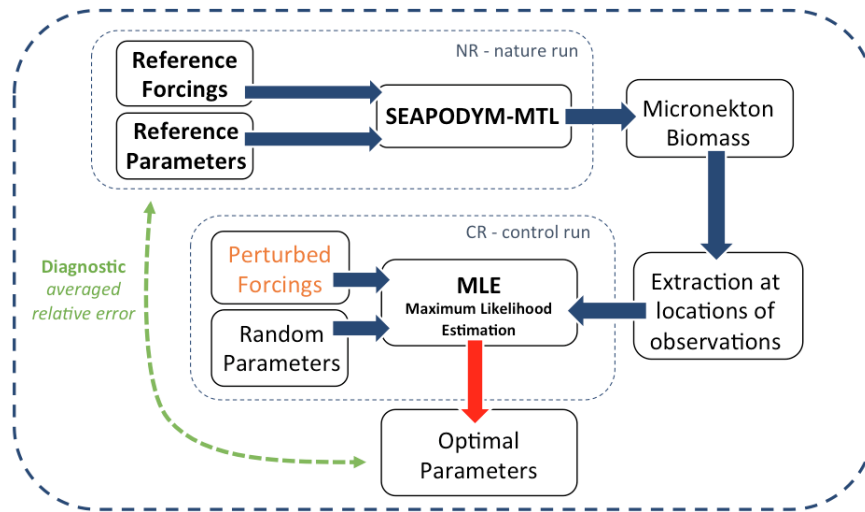 NR - nature run
Reference
Forcings
Reference
Parameters
SEAPODYM-MTL
Micronekton
Biomass
CR - control run
Perturbed
Forcings
Random
Parameters
MLE
Maximum Likelihood
Estimation
Extraction at
locations of
observations
Diagnostic
averaged
relative error
Optimal
Parameters